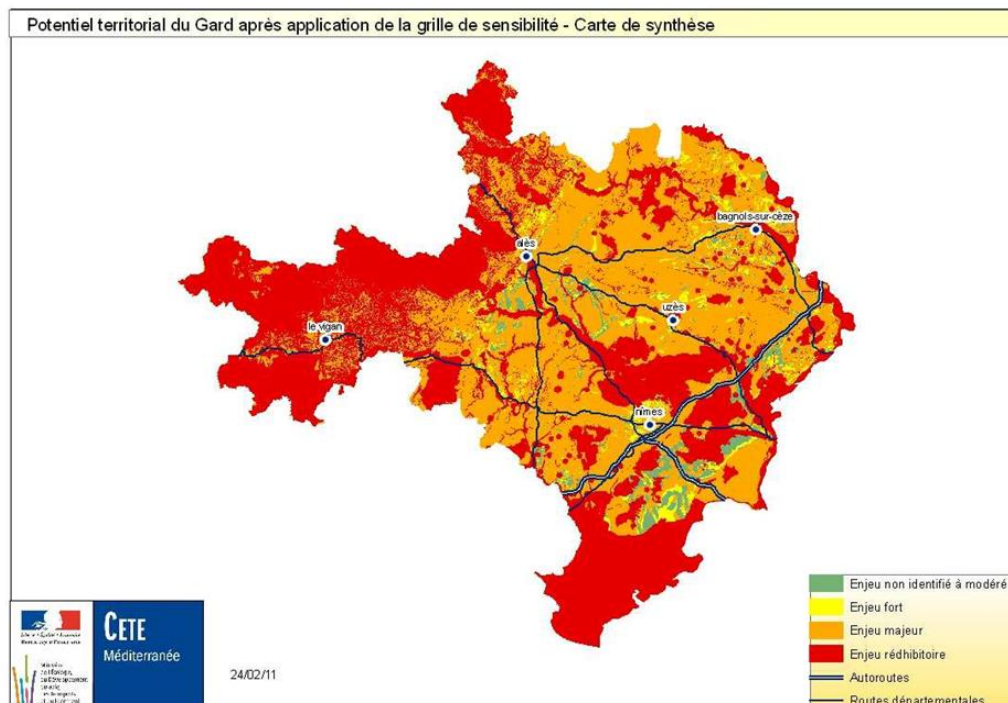 Potentiel territorial du Gard après application de la grille de sensibilité - Carte de synthèse
bagnols-sur-cèze
alès
uzès
le vigan
nîmes
Enjeu non identifié à modéré
Enjeu fort
Enjeu majeur
Enjeu rédhibitoire
Autoroutes
Routes départementales
CETE
Méditerranée
24/02/11